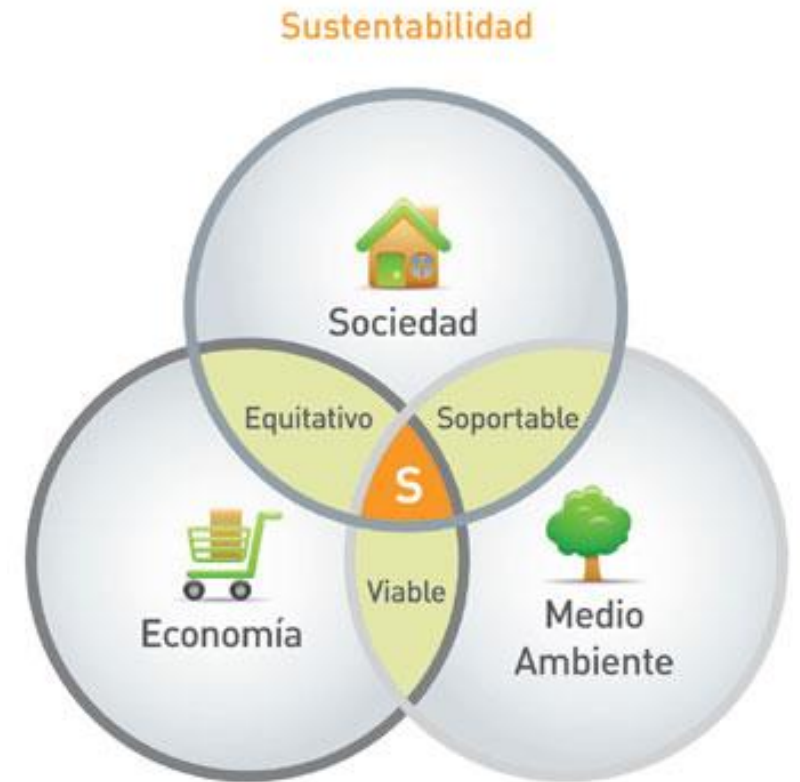 Sustentabilidad
Sociedad
Equitativo
Soportable
S
Viable
Economía
Medio
Ambiente